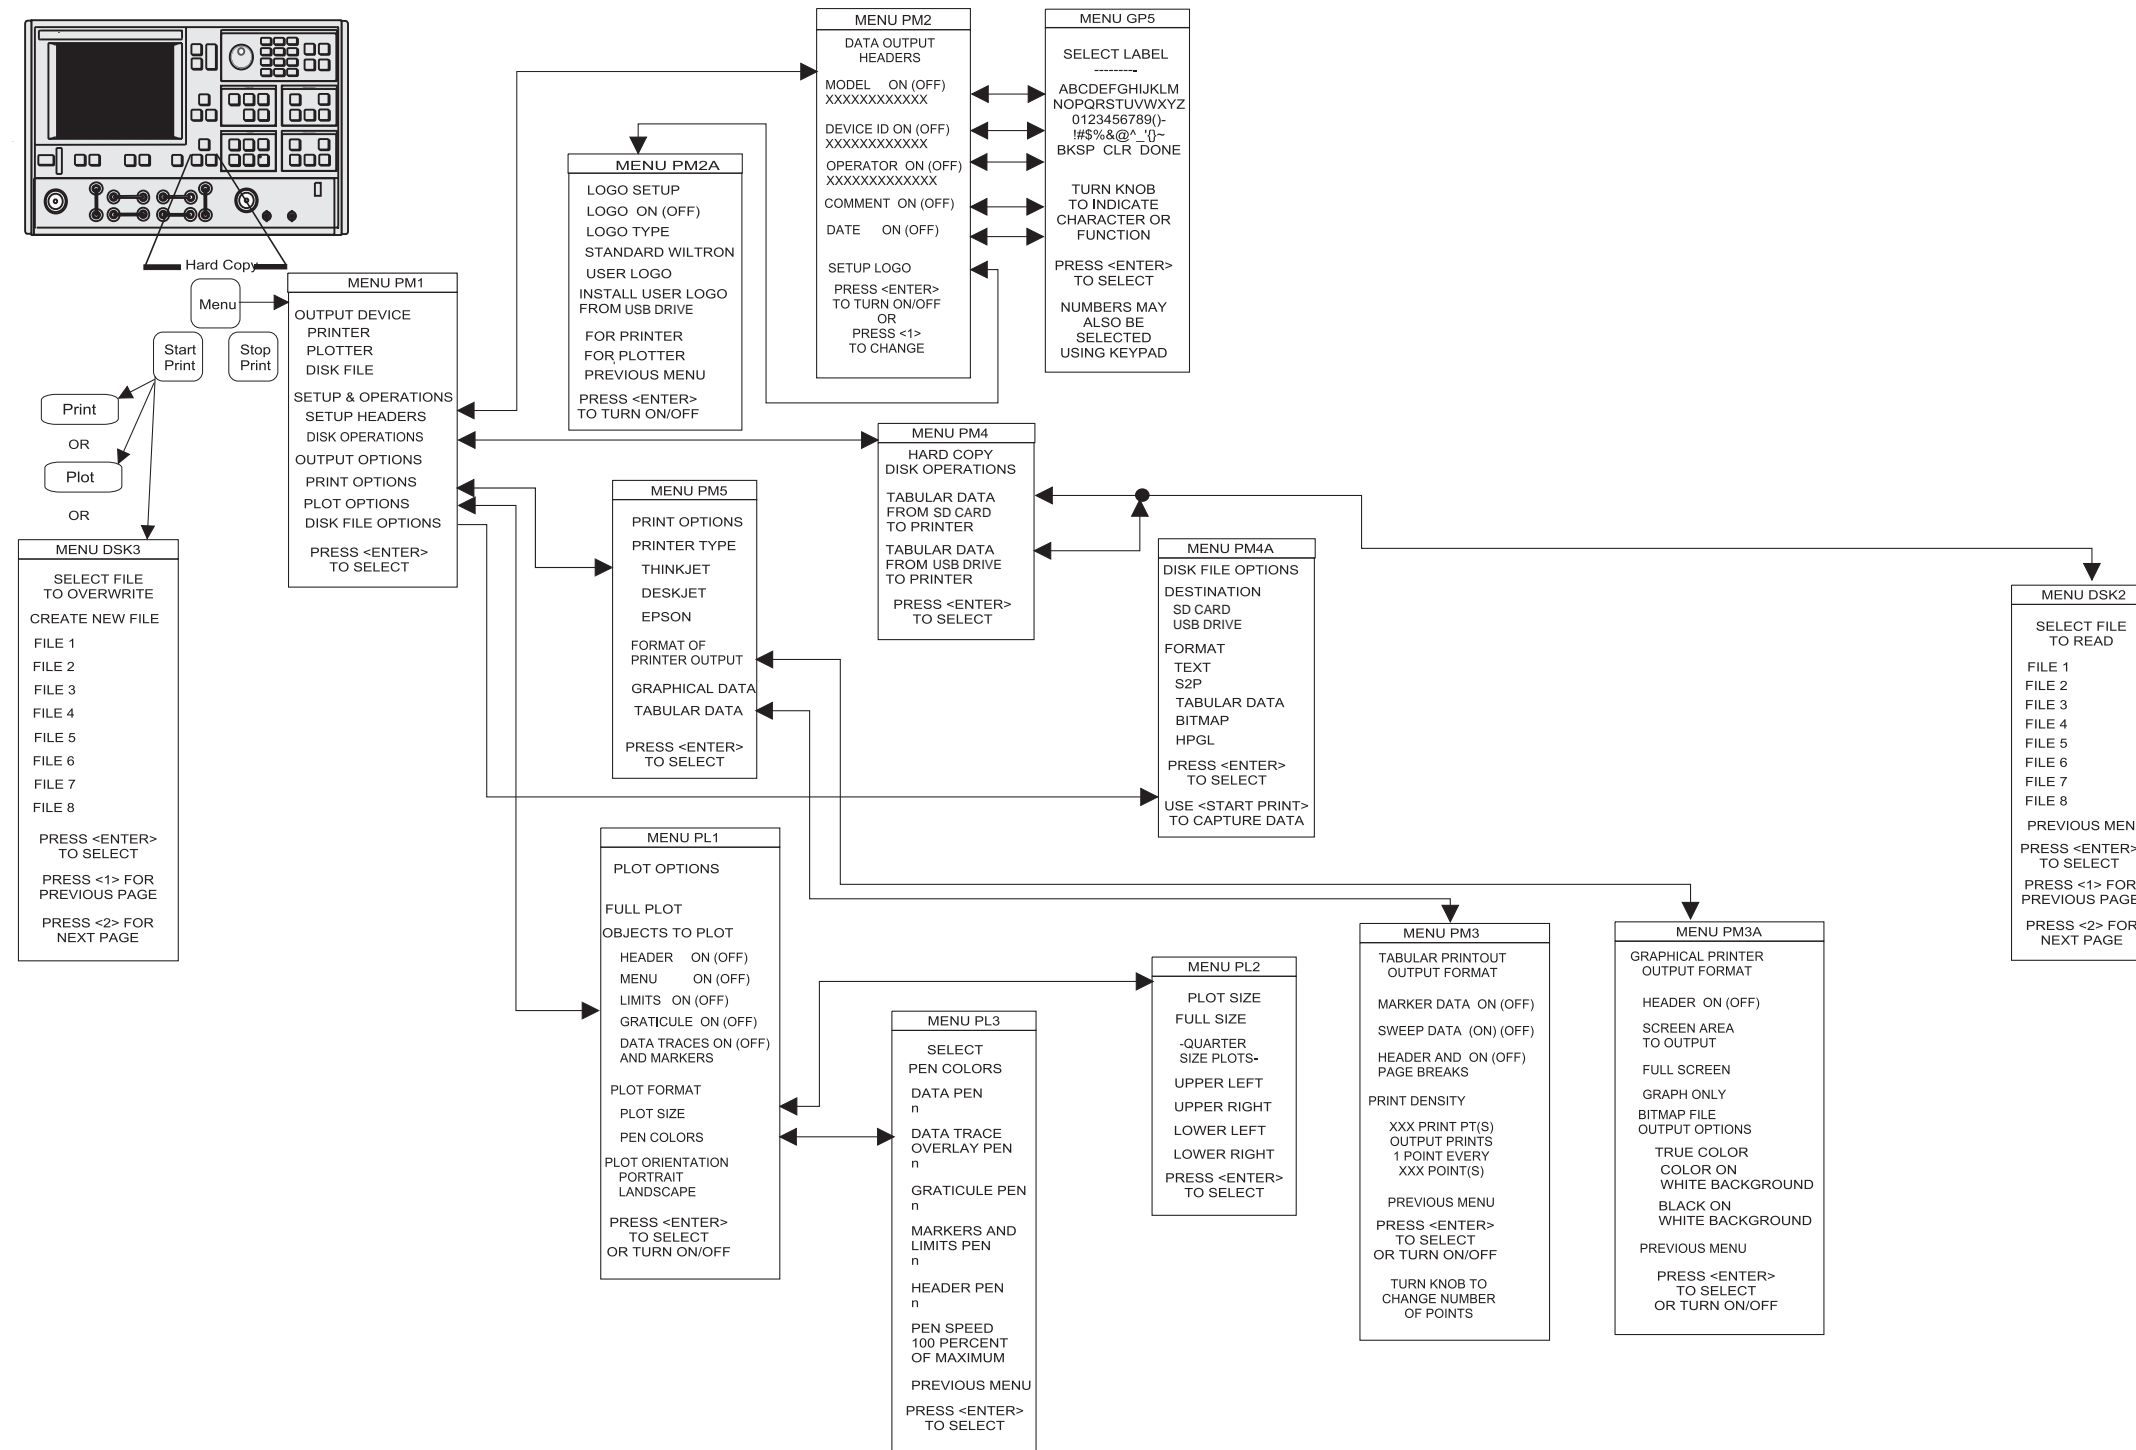 Hard Copy
Menu
Start
Print
Stop
Print
Print
OR
Plot
OR
MENU DSK3
SELECT FILE
TO OVERWRITE
CREATE NEW FILE
FILE 1
FILE 2
FILE 3
FILE 4
FILE 5
FILE 6
FILE 7
FILE 8
PRESS <ENTER>
TO SELECT
PRESS <1> FOR
PREVIOUS PAGE
PRESS <2> FOR
NEXT PAGE
MENU PM1
OUTPUT DEVICE
PRINTER
PLOTTER
DISK FILE
SETUP & OPERATIONS
SETUP HEADERS
DISK OPERATIONS
OUTPUT OPTIONS
PRINT OPTIONS
PLOT OPTIONS
DISK FILE OPTIONS
PRESS <ENTER>
TO SELECT
MENU PM2A
LOGO SETUP
LOGO ON (OFF)
LOGO TYPE
STANDARD WILTRON
USER LOGO
INSTALL USER LOGO
FROM USB DRIVE
FOR PRINTER
FOR PLOTTER
PREVIOUS MENU
PRESS <ENTER>
TO TURN ON/OFF
MENU PM2
DATA OUTPUT
HEADERS
MODEL ON (OFF)
XXXXXXXXXXXX
DEVICE ID ON (OFF)
XXXXXXXXXXXX
OPERATOR ON (OFF)
XXXXXXXXXXXXX
COMMENT ON (OFF)
DATE ON (OFF)
SETUP LOGO
PRESS <ENTER>
TO TURN ON/OFF
OR
PRESS <1>
TO CHANGE
MENU GP5
SELECT LABEL
---------
ABCDEFGHIJKLM
NOPQRSTUVWXYZ
0123456789()-
!#$%&@^_'{}~
BKSP CLR DONE
TURN KNOB
TO INDICATE
CHARACTER OR
FUNCTION
PRESS <ENTER>
TO SELECT
NUMBERS MAY
ALSO BE
SELECTED
USING KEYPAD
MENU PM5
PRINT OPTIONS
PRINTER TYPE
THINKJET
DESKJET
EPSON
FORMAT OF
PRINTER OUTPUT
GRAPHICAL DATA
TABULAR DATA
PRESS <ENTER>
TO SELECT
MENU PM4
HARD COPY
DISK OPERATIONS
TABULAR DATA
FROM SD CARD
TO PRINTER
TABULAR DATA
FROM USB DRIVE
TO PRINTER
PRESS <ENTER>
TO SELECT
MENU PM4A
DISK FILE OPTIONS
DESTINATION
SD CARD
USB DRIVE
FORMAT
TEXT
S2P
TABULAR DATA
BITMAP
HPGL
PRESS <ENTER>
TO SELECT
USE <START PRINT>
TO CAPTURE DATA
MENU DSK2
SELECT FILE
TO READ
FILE 1
FILE 2
FILE 3
FILE 4
FILE 5
FILE 6
FILE 7
FILE 8
PREVIOUS MEN
PRESS <ENTER>
TO SELECT
PRESS <1> FOR
PREVIOUS PAGE
PRESS <2> FOR
NEXT PAGE
MENU PL1
PLOT OPTIONS
FULL PLOT
OBJECTS TO PLOT
HEADER ON (OFF)
MENU ON (OFF)
LIMITS ON (OFF)
GRATICULE ON (OFF)
DATA TRACES ON (OFF)
AND MARKERS
PLOT FORMAT
PLOT SIZE
PEN COLORS
PLOT ORIENTATION
PORTRAIT
LANDSCAPE
PRESS <ENTER>
TO SELECT
OR TURN ON/OFF
MENU PL3
SELECT
PEN COLORS
DATA PEN
n
DATA TRACE
OVERLAY PEN
n
GRATICULE PEN
n
MARKERS AND
LIMITS PEN
n
HEADER PEN
n
PEN SPEED
100 PERCENT
OF MAXIMUM
PREVIOUS MENU
PRESS <ENTER>
TO SELECT
MENU PL2
PLOT SIZE
FULL SIZE
-QUARTER
SIZE PLOTS-
UPPER LEFT
UPPER RIGHT
LOWER LEFT
LOWER RIGHT
PRESS <ENTER>
TO SELECT
MENU PM3
TABULAR PRINTOUT
OUTPUT FORMAT
MARKER DATA ON (OFF)
SWEEP DATA (ON) (OFF)
HEADER AND ON (OFF)
PAGE BREAKS
PRINT DENSITY
XXX PRINT PT(S)
OUTPUT PRINTS
1 POINT EVERY
XXX POINT(S)
PREVIOUS MENU
PRESS <ENTER>
TO SELECT
OR TURN ON/OFF
TURN KNOB TO
CHANGE NUMBER
OF POINTS
MENU PM3A
GRAPHICAL PRINTER
OUTPUT FORMAT
HEADER ON (OFF)
SCREEN AREA
TO OUTPUT
FULL SCREEN
GRAPH ONLY
BITMAP FILE
OUTPUT OPTIONS
TRUE COLOR
COLOR ON
WHITE BACKGROUND
BLACK ON
WHITE BACKGROUND
PREVIOUS MENU
PRESS <ENTER>
TO SELECT
OR TURN ON/OFF